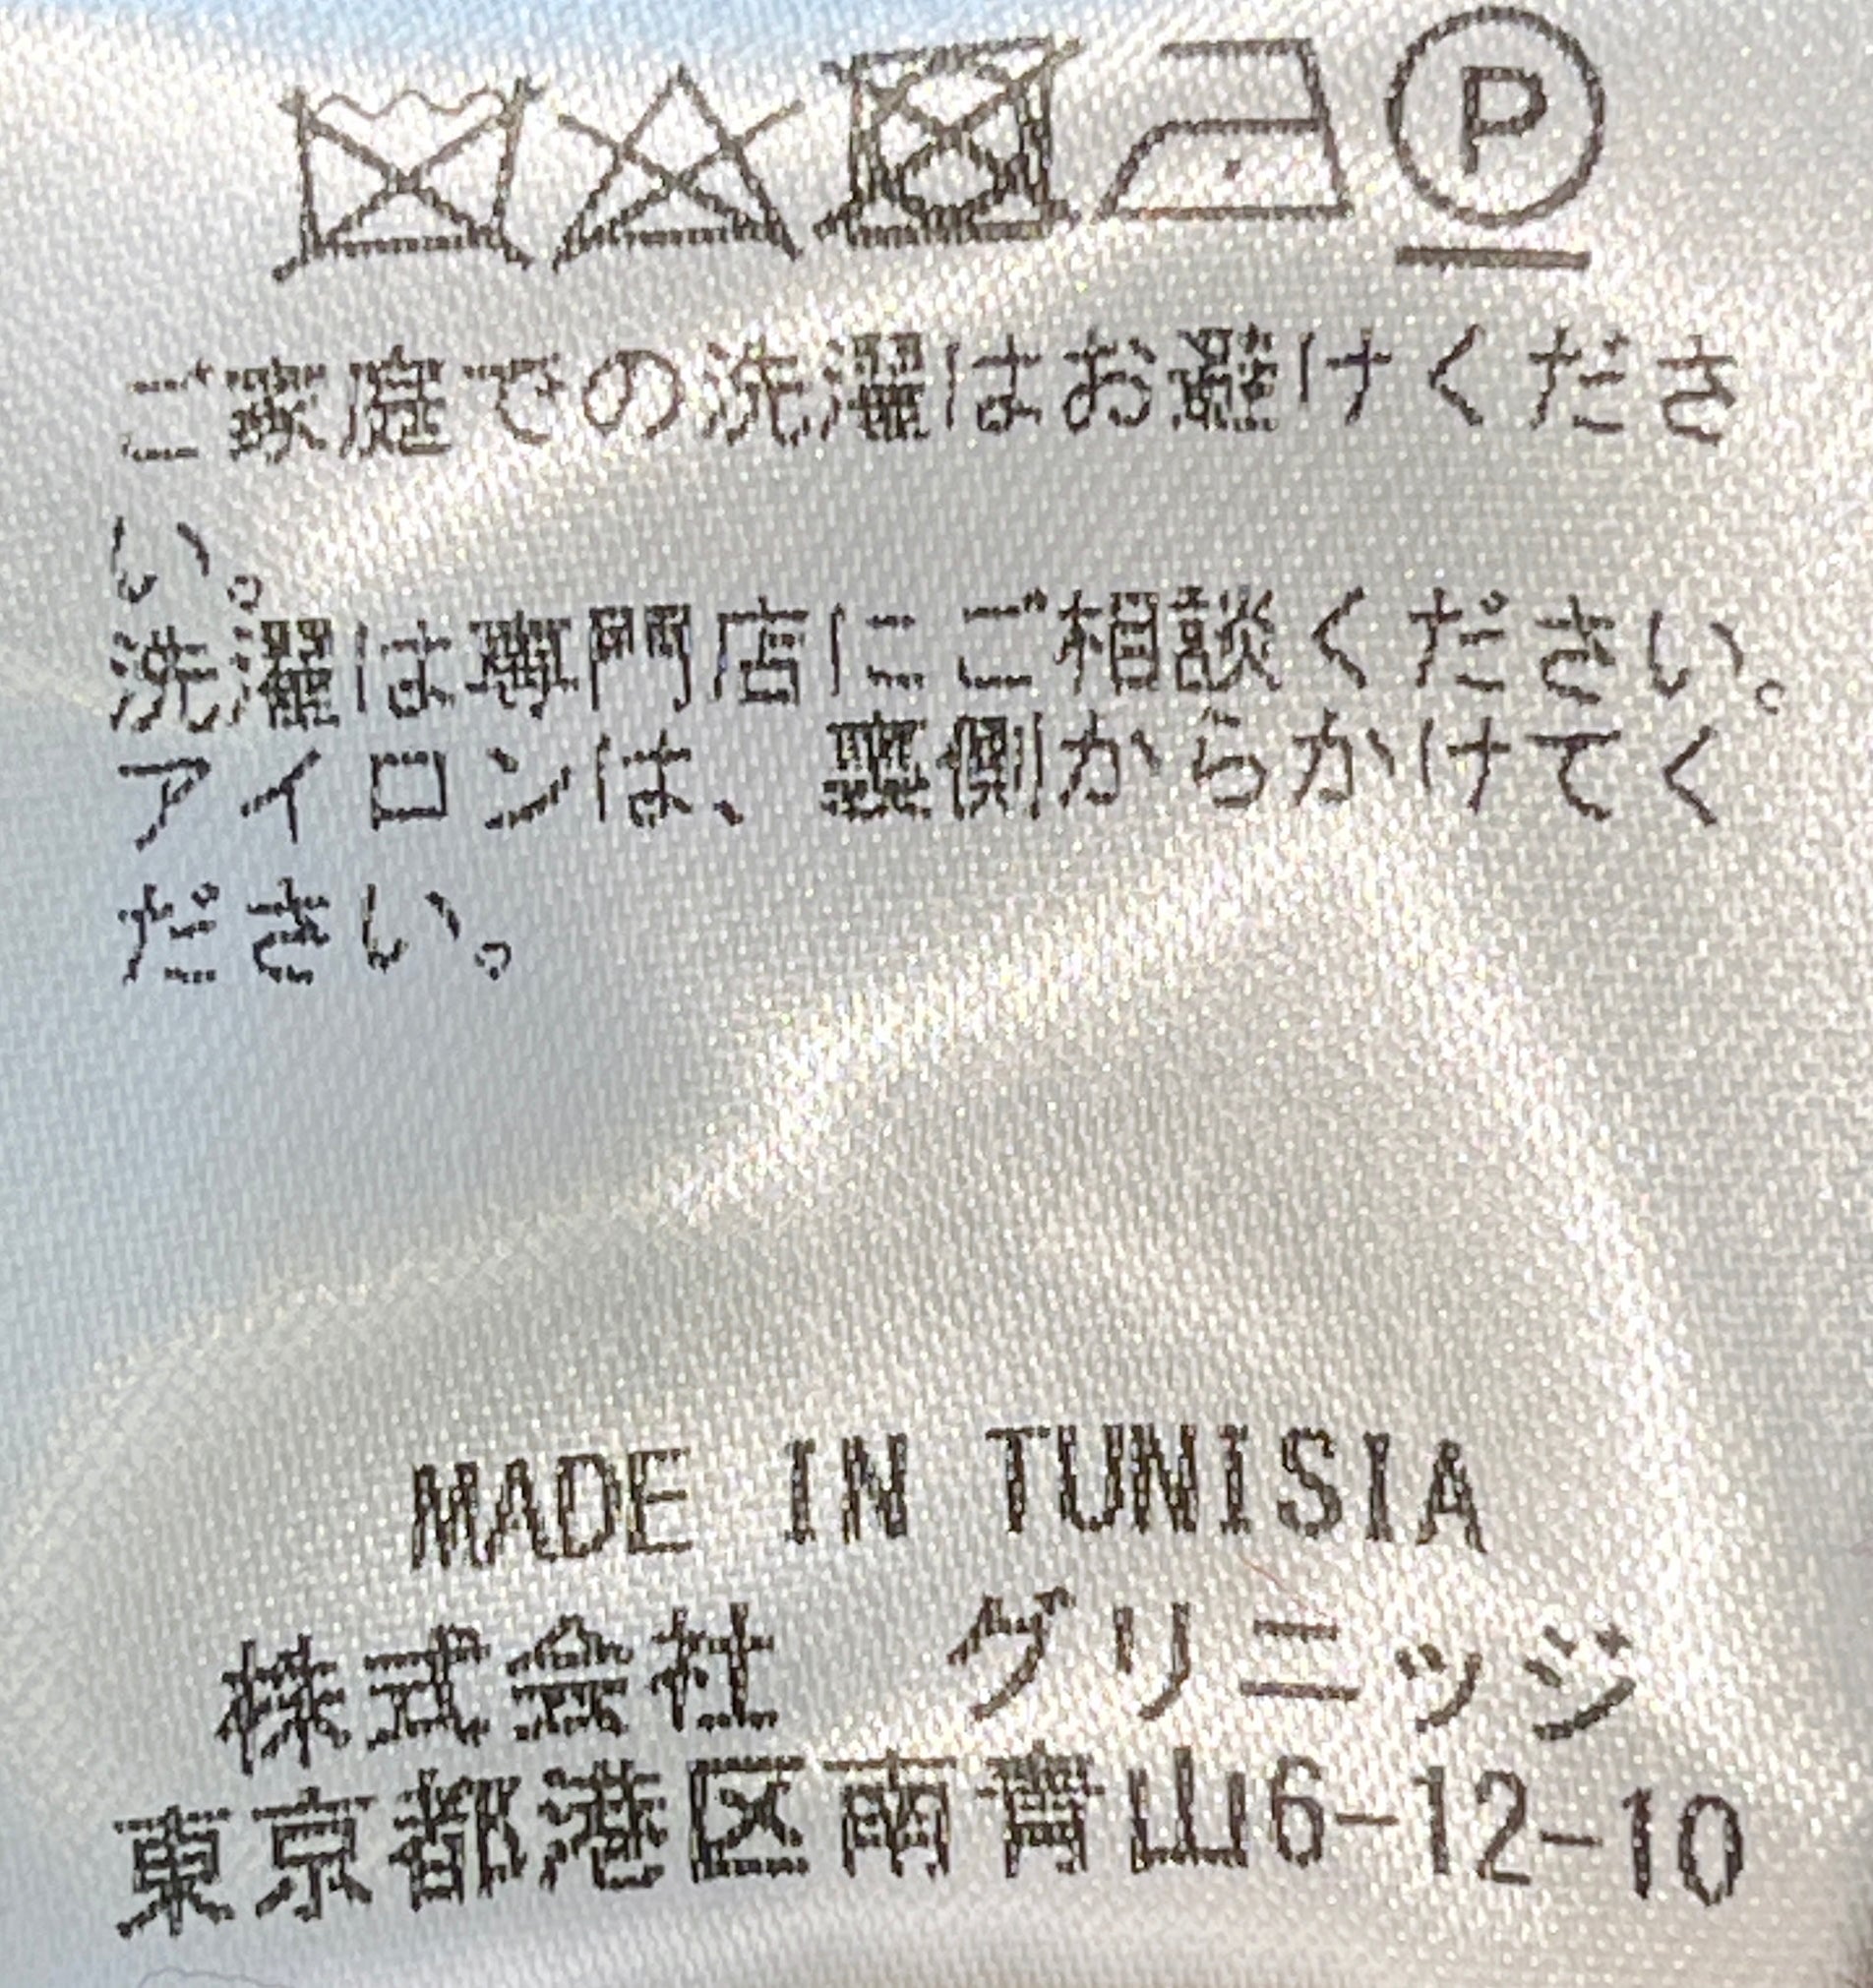 P
ご家庭での洗濯はお避けくださ
い。
洗濯は専門店にご相談ください。
アイロンは、裏側からかけてく
ださい。
MADE IN TUNISIA
株式会社 グリニッジ
東京都港区南青山6-12-10